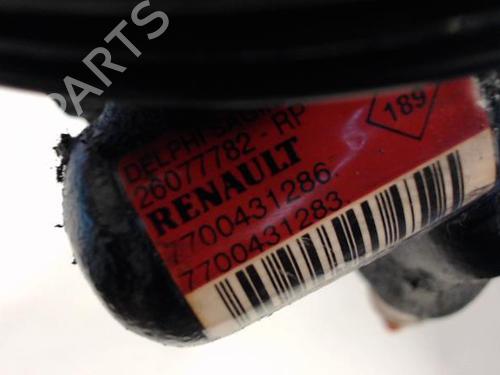 PARTS
189
DELPHI SAGINAW
26077782 - RP
RENAULT
7700431286
7700431283